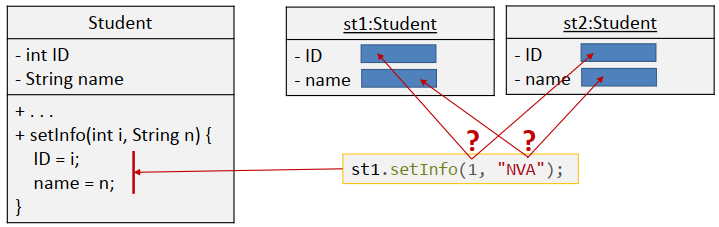 Student
- int ID
- String name
+ . . .
+ setInfo(int i, String n) {
ID = i;
name = n;
}
st1:Student
- ID
- name
st2:Student
- ID
- name
? ?
st1.setInfo(1, "NVA");